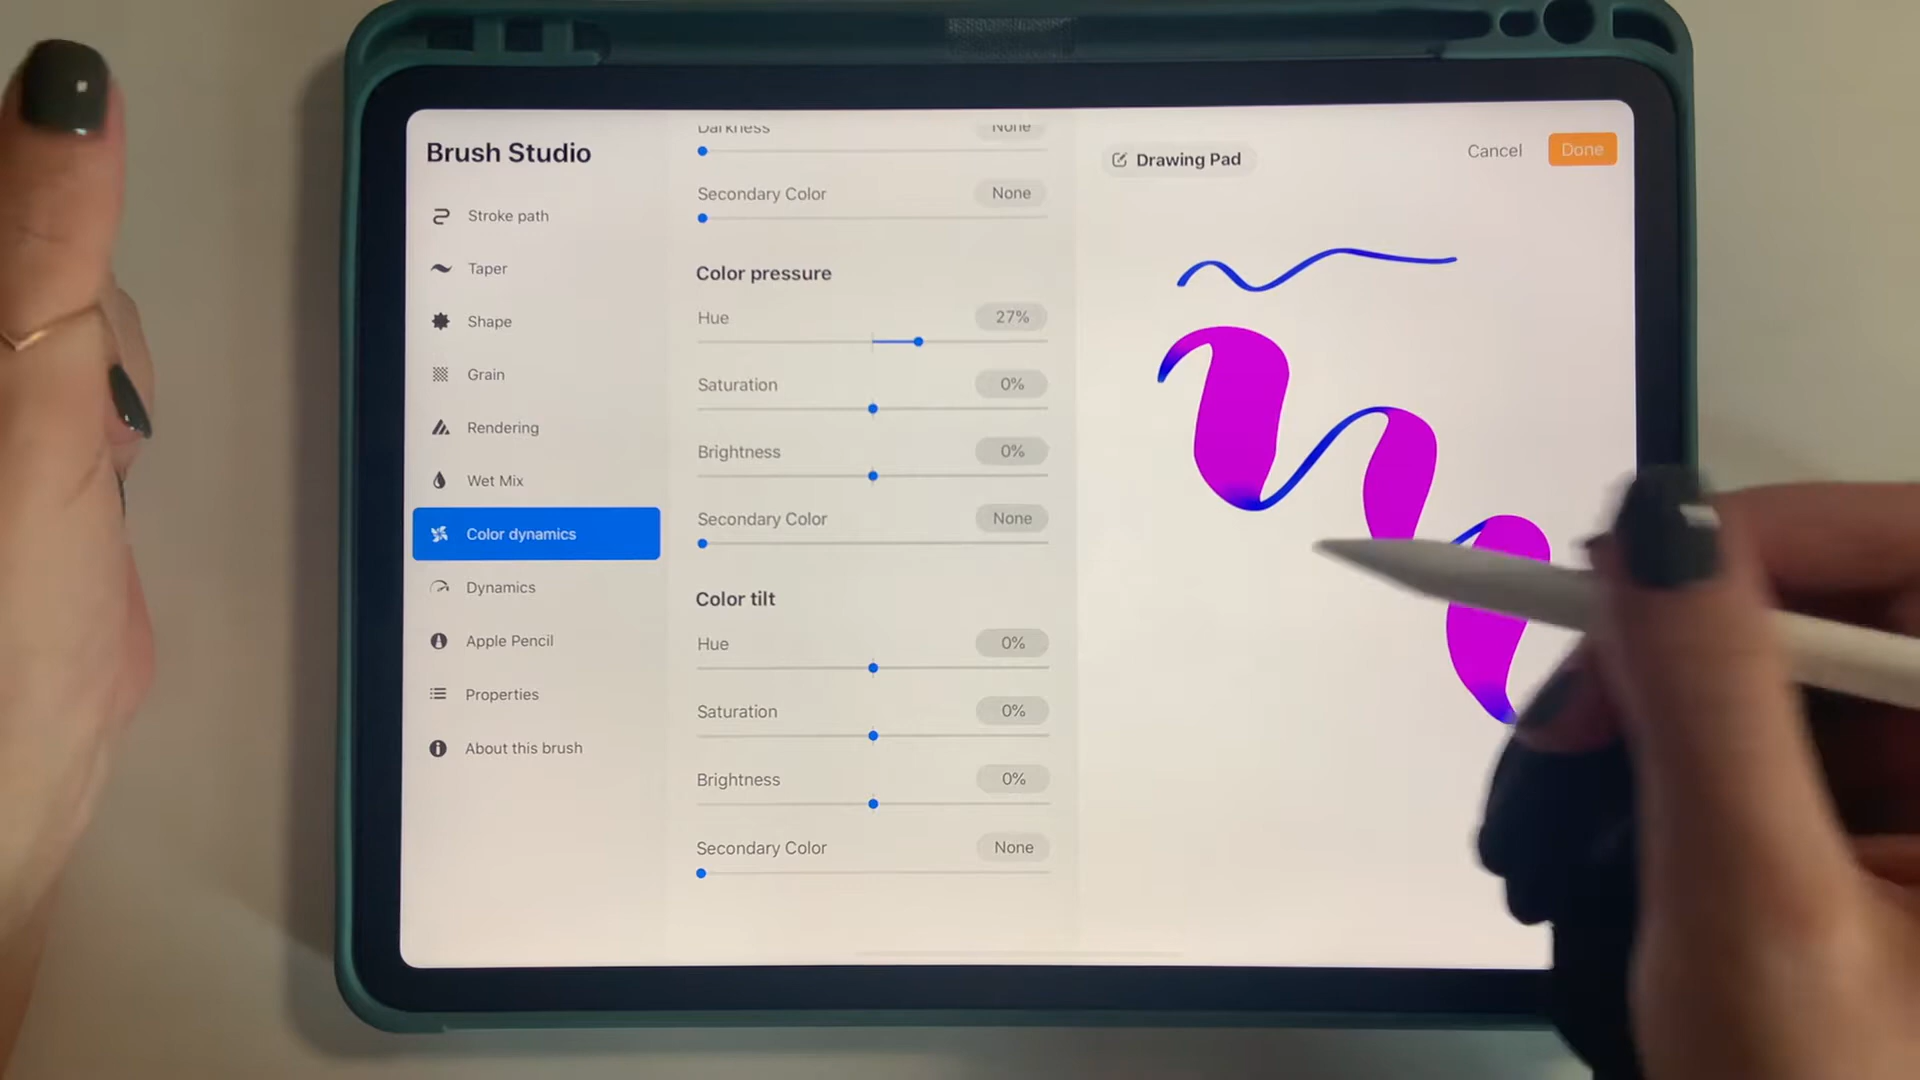 Brush Studio
Stroke path
Taper
Shape
Grain
Rendering
Wet Mix
Color dynamics
Dynamics
Apple Pencil
Properties
About this brush
Darkness None
Secondary Color None
Color pressure
Hue 27%
Saturation 0%
Brightness 0%
Secondary Color None
Color tilt
Hue 0%
Saturation 0%
Brightness 0%
Secondary Color None
Drawing Pad
Cancel
Done